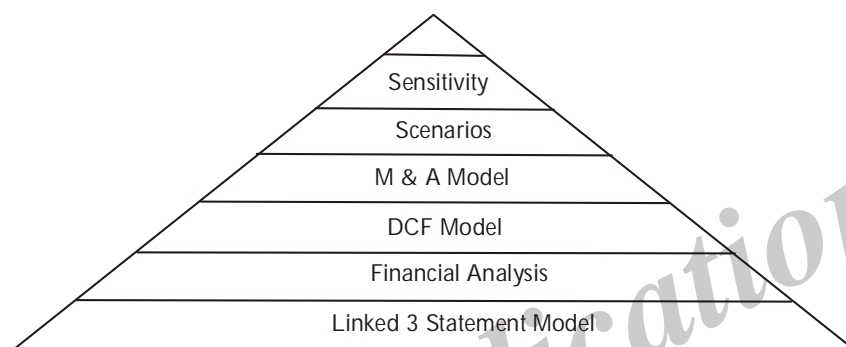 Sensitivity
Scenarios
M & A Model
DCF Model
Financial Analysis
Linked 3 Statement Model